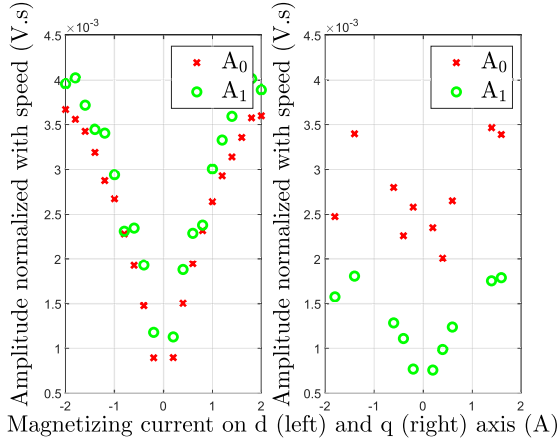 ×10⁻³
×10⁻³
Amplitude normalized with speed (V.s)
4.5
4
3.5
3
2.5
2
1.5
1
0.5
-2 -1 0 1 2
A₀
A₁
Amplitude normalized with speed (V.s)
4.5
4
3.5
3
2.5
2
1.5
1
0.5
-2 -1 0 1 2
A₀
A₁
Magnetizing current on d (left) and q (right) axis (A)